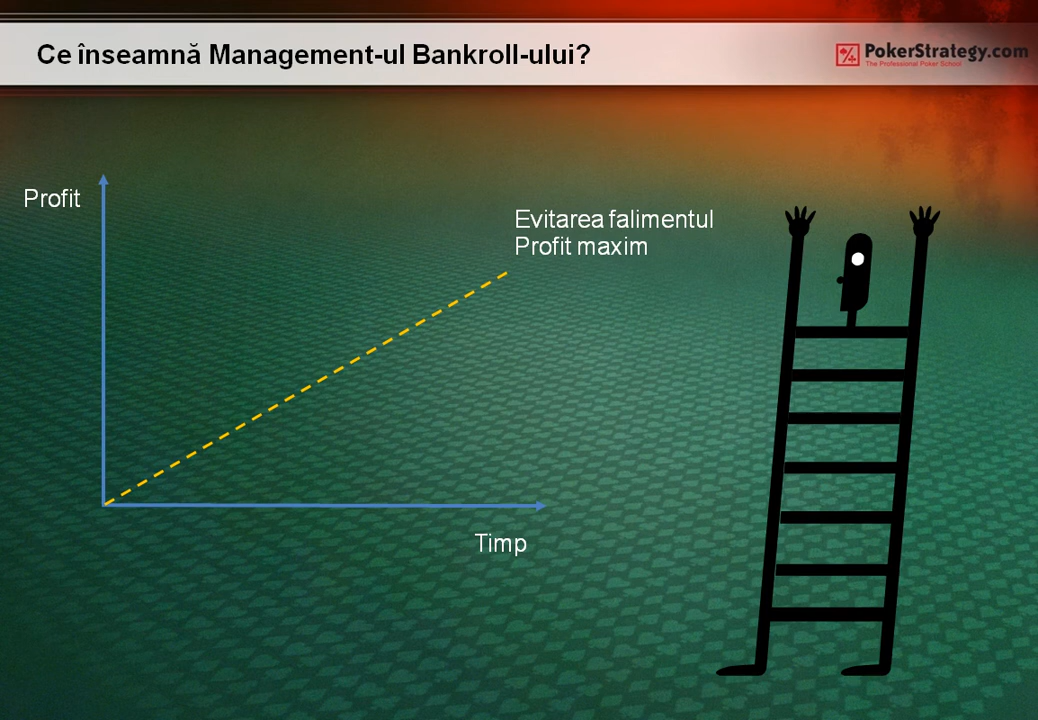 Ce înseamnă Management-ul Bankroll-ului?
PokerStrategy.com
The Professional Poker School
Profit
Evitarea falimentul
Profit maxim
Timp